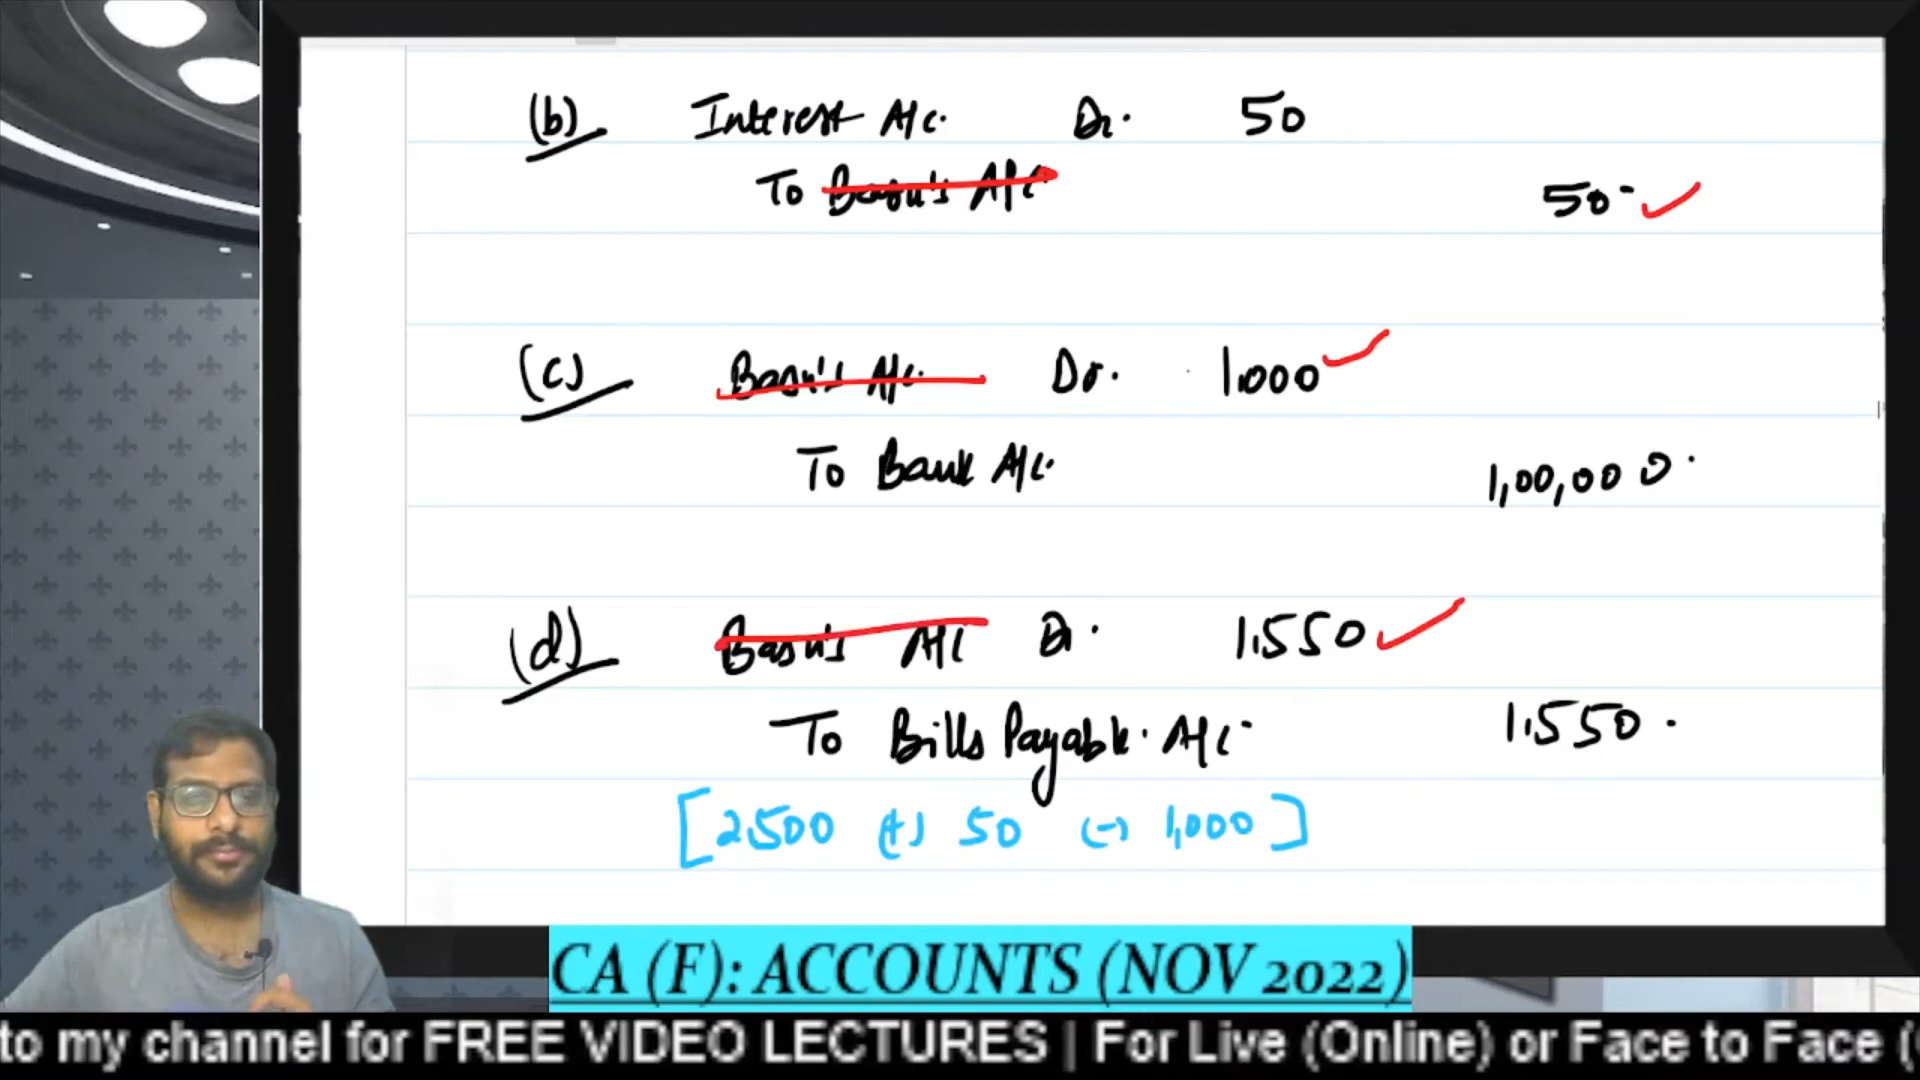 (b) Interest A/c. Dr. 50
To Basu's A/c 50
(c) Basu's A/c. Dr. 1,000
To Bank A/c. 1,00,000
(d) Basu's A/c Dr. 1,550
To Bills Payable. A/c 1,550.
[2,500 (+) 50 (-) 1,000]
CA (F): ACCOUNTS (NOV 2022)
to my channel for FREE VIDEO LECTURES | For Live (Online) or Face to Face (